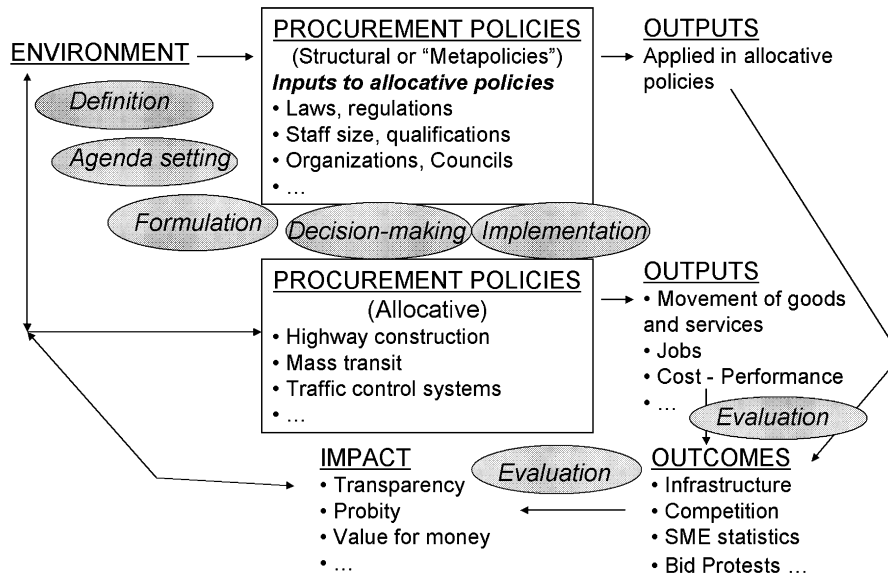 ENVIRONMENT
PROCUREMENT POLICIES
(Structural or “Metapolicies”)
Inputs to allocative policies
• Laws, regulations
• Staff size, qualifications
• Organizations, Councils
• …
OUTPUTS
Applied in allocative
policies
Definition
Agenda setting
Formulation
Decision-making
Implementation
PROCUREMENT POLICIES
(Allocative)
• Highway construction
• Mass transit
• Traffic control systems
• …
OUTPUTS
• Movement of goods
and services
• Jobs
• Cost - Performance
• …
Evaluation
IMPACT
• Transparency
• Probity
• Value for money
• …
Evaluation
OUTCOMES
• Infrastructure
• Competition
• SME statistics
• Bid Protests …